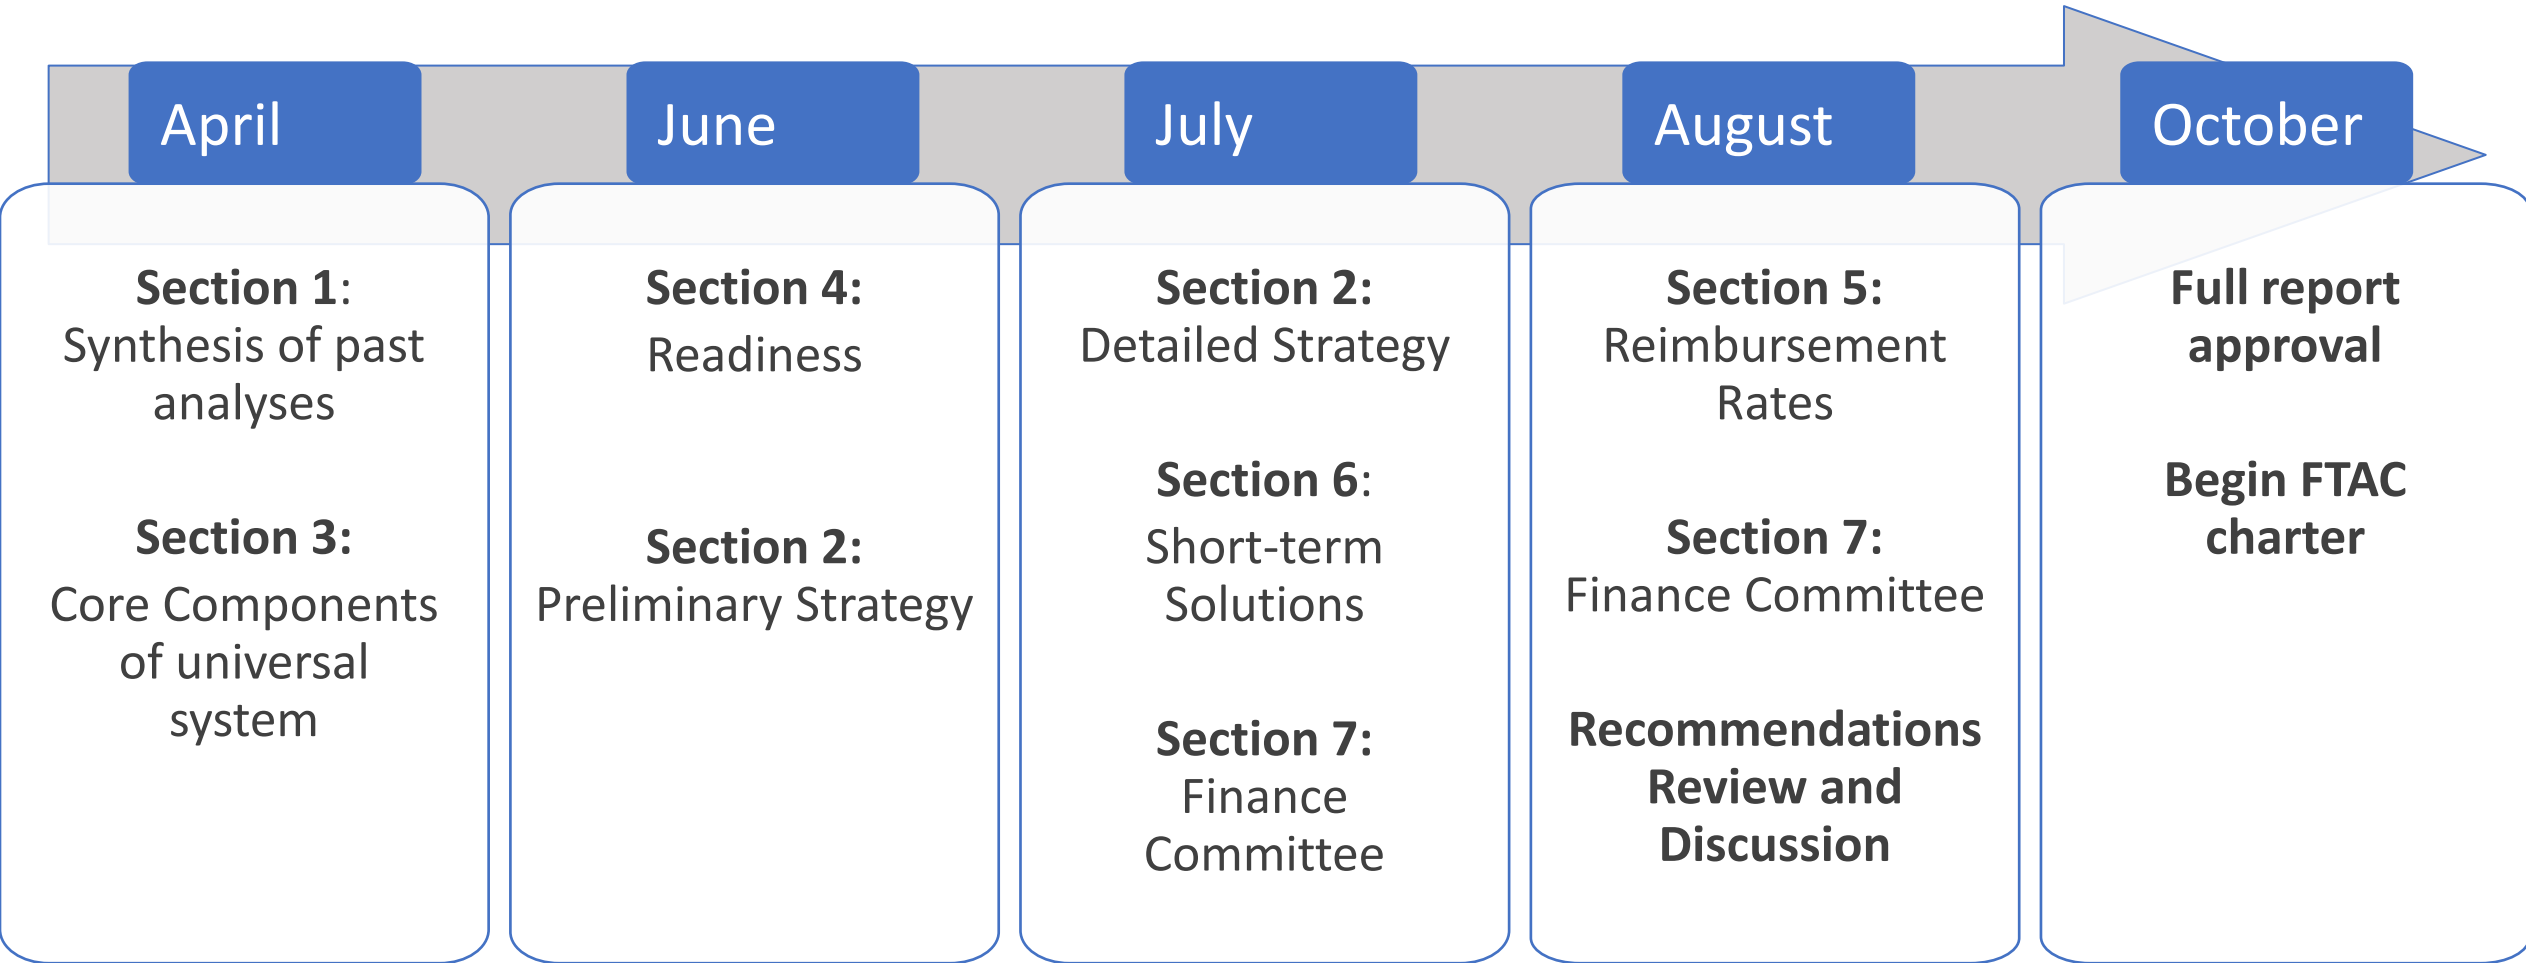 April
Section 1:
Synthesis of past
analyses
Section 3:
Core Components
of universal
system
June
Section 4:
Readiness
Section 2:
Preliminary Strategy
July
Section 2:
Detailed Strategy
Section 6:
Short-term
Solutions
Section 7:
Finance
Committee
August
Section 5:
Reimbursement
Rates
Section 7:
Finance Committee
Recommendations
Review and
Discussion
October
Full report
approval
Begin FTAC
charter